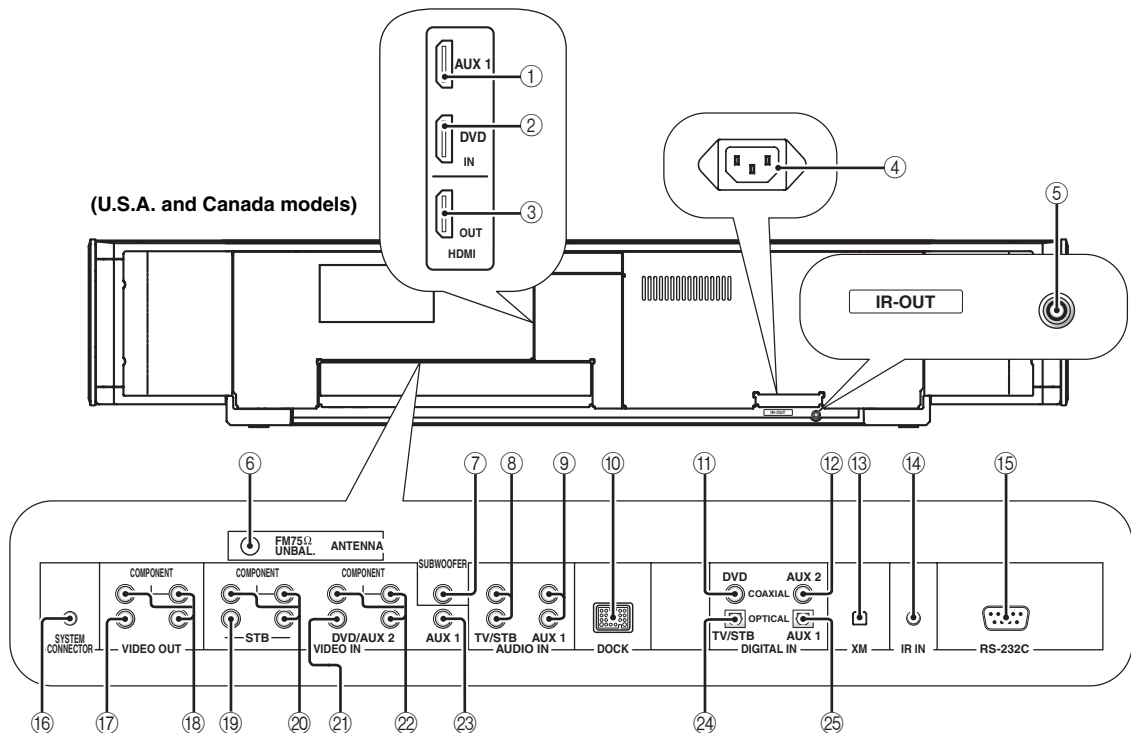 AUX 1
①
②
DVD
IN
③
OUT
HDMI
④
(U.S.A. and Canada models)
⑤
IR-OUT
IR-OUT
⑥ ⑦ ⑧ ⑨ ⑩ ⑪ ⑫ ⑬ ⑭ ⑮
FM75Ω
UNBAL.
ANTENNA
COMPONENT
COMPONENT
COMPONENT
SUBWOOFER
DVD
COAXIAL
AUX 2
SYSTEM
CONNECTOR
VIDEO OUT
STB
DVD/AUX 2
VIDEO IN
AUX 1
TV/STB
AUX 1
AUDIO IN
DOCK
OPTICAL
TV/STB
AUX 1
DIGITAL IN
XM
IR IN
RS-232C
⑯ ⑰ ⑱ ⑲ ⑳ ㉑ ㉒ ㉓ ㉔ ㉕